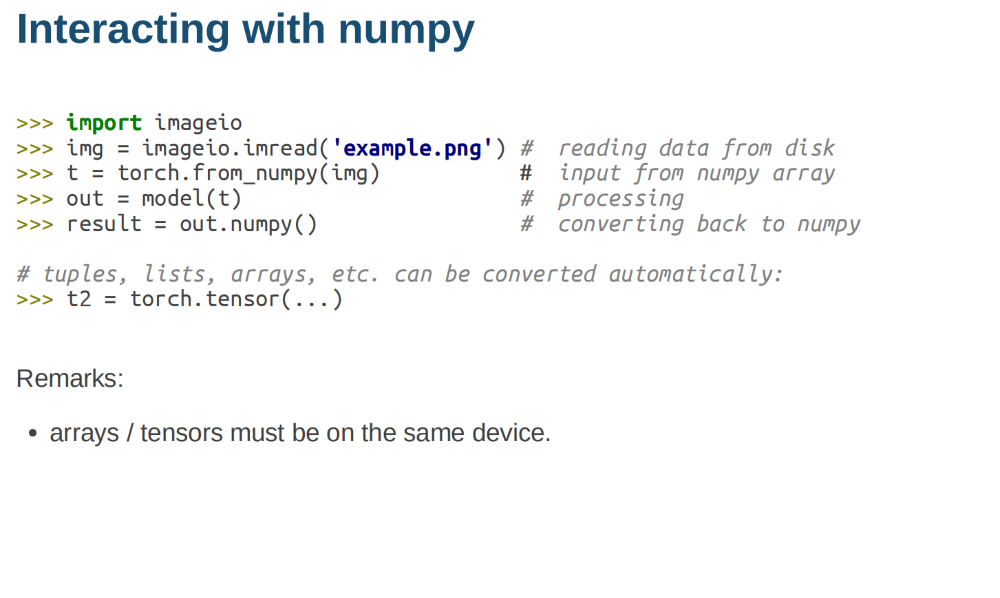 Interacting with numpy
>>> import imageio
>>> img = imageio.imread('example.png') #  reading data from disk
>>> t = torch.from_numpy(img)           #  input from numpy array
>>> out = model(t)                      #  processing
>>> result = out.numpy()                #  converting back to numpy
# tuples, lists, arrays, etc. can be converted automatically:
>>> t2 = torch.tensor(...)
Remarks:
• arrays / tensors must be on the same device.